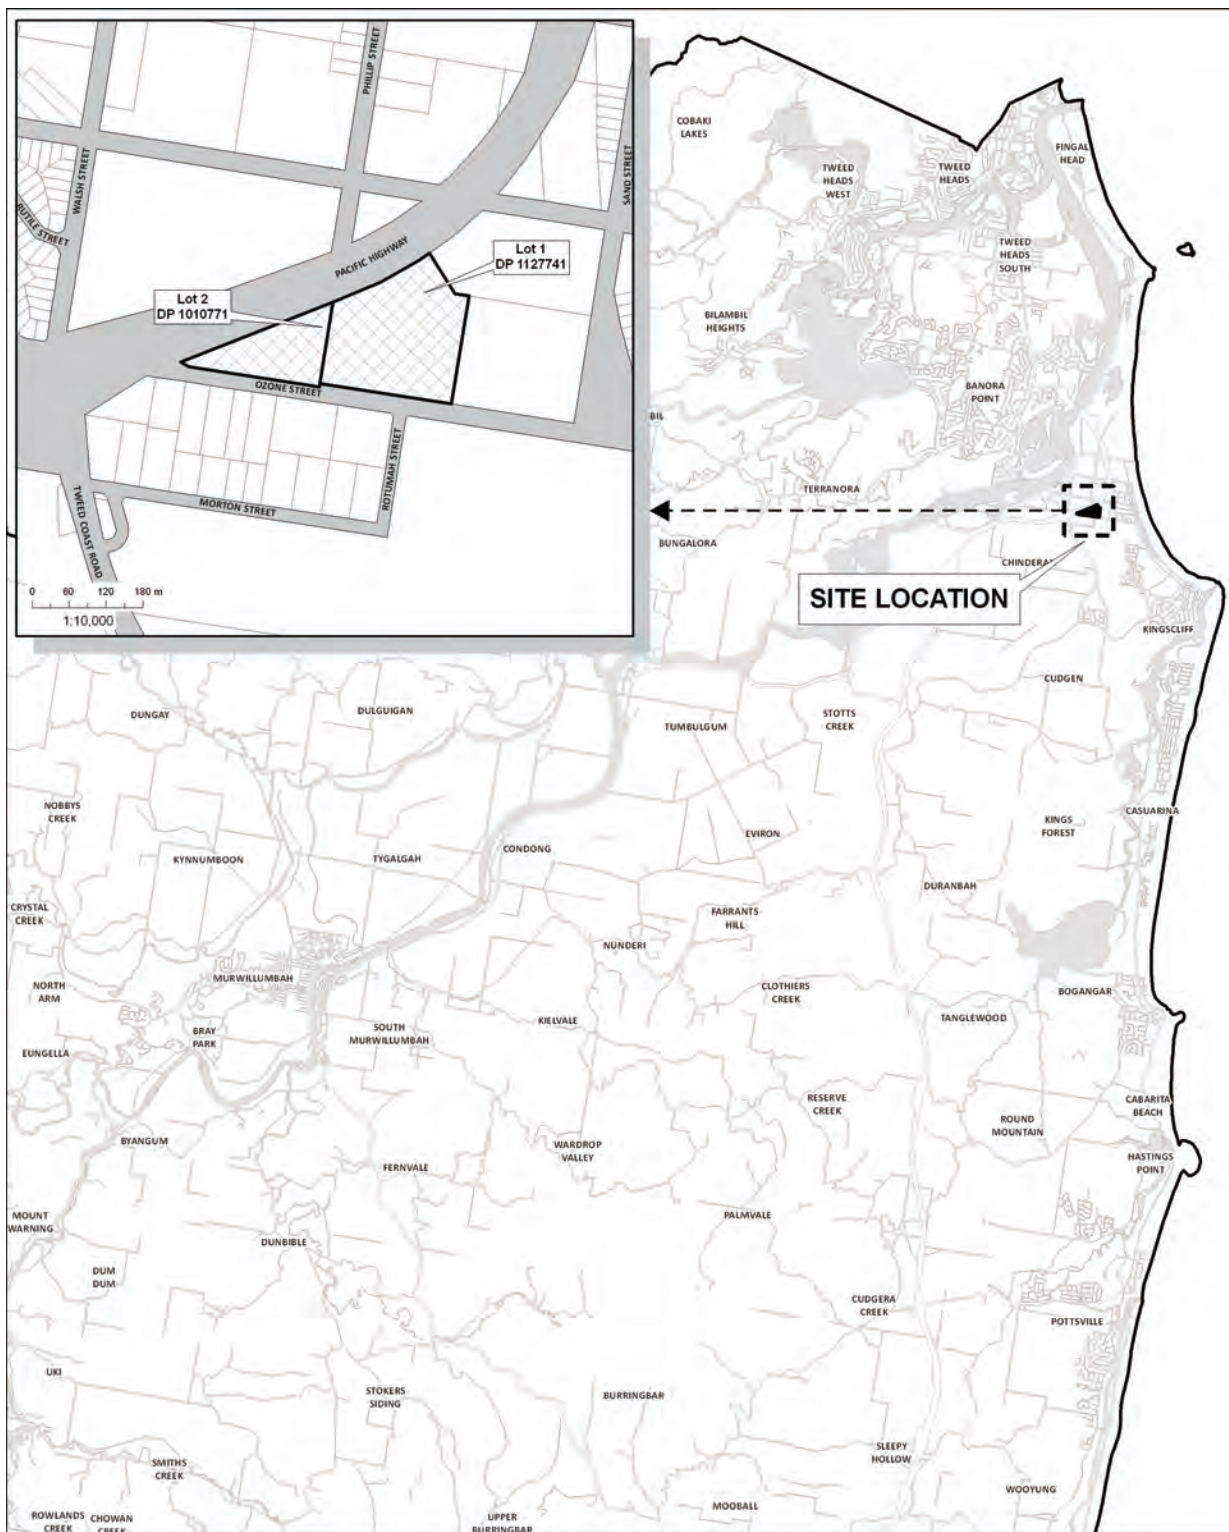 PHILLIP STREET
WALSH STREET
RUTILE STREET
SAND STREET
PACIFIC HIGHWAY
Lot 1
DP 1127741
Lot 2
DP 1010771
OZONE STREET
ROTUMAH STREET
MORTON STREET
TWEED COAST ROAD
0 60 120 180 m
1:10,000
COBAKI
LAKES
FINGAL
HEAD
TWEED
HEADS
WEST
TWEED
HEADS
TWEED
HEADS
SOUTH
BILAMBIL
HEIGHTS
BANORA
POINT
BIL
TERRANORA
BUNGALORA
CHINDERA
SITE LOCATION
KINGSCLIFF
CUDGEN
DUNGAY
DULGUIGAN
TUMBULGUM
STOTTS
CREEK
NOBBYS
CREEK
CASUARINA
KINGS
FOREST
EVIRON
KYNNUMBOON
TYGALGAH
CONDONG
DURANBAH
CRYSTAL
CREEK
FARRANTS
HILL
NUNDERI
MURWILLUMBAH
NORTH
ARM
CLOTHIERS
CREEK
BOGANGAR
TANGLEWOOD
BRAY
PARK
SOUTH
MURWILLUMBAH
KIELVALE
EUNGELLA
RESERVE
CREEK
CABARITA
BEACH
ROUND
MOUNTAIN
BYANGUM
WARDROP
VALLEY
FERNVALE
HASTINGS
POINT
MOUNT
WARNING
PALMVALE
DUNBIBLE
DUM
DUM
CUDGERA
CREEK
POTTSVILLE
UKI
STOKERS
SIDING
BURRINGBAR
SLEEPY
HOLLOW
SMITHS
CREEK
WOOYUNG
MOOBALL
ROWLANDS
CREEK
CHOWAN
CREEK
UPPER
BURRINGBAR